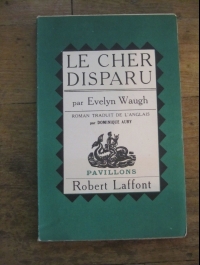 LE CHER
DISPARU
par Evelyn Waugh
ROMAN TRADUIT DE L'ANGLAIS
par DOMINIQUE AURY
PAVILLONS
Robert Laffont